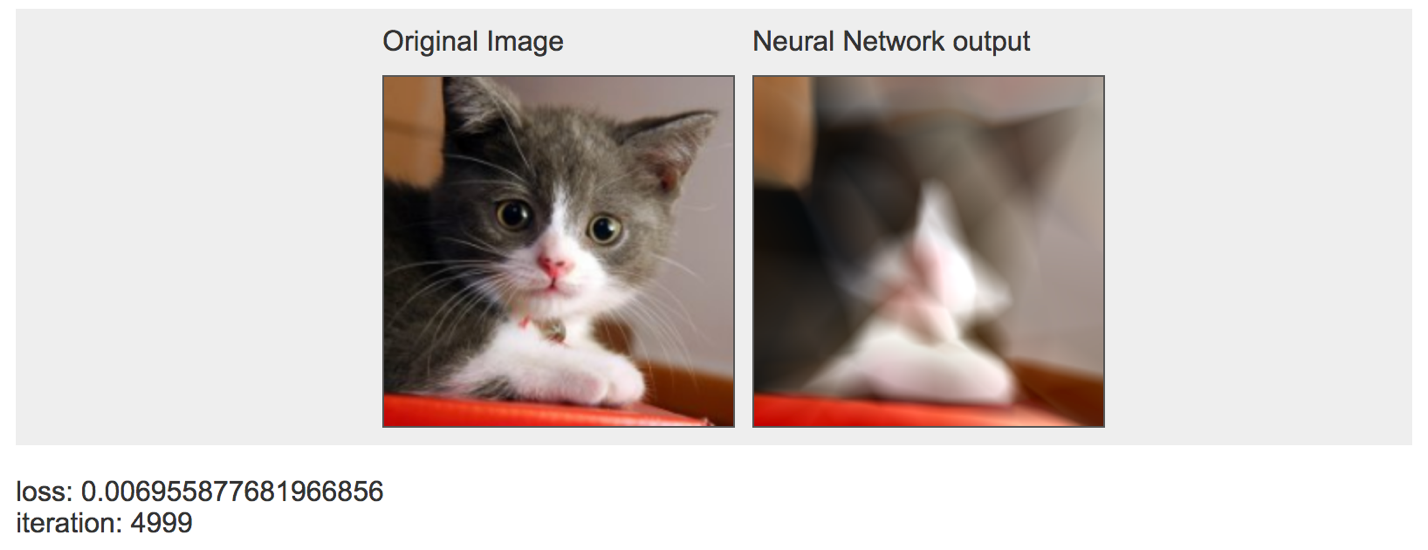 Original Image
Neural Network output
loss: 0.006955877681966856
iteration: 4999